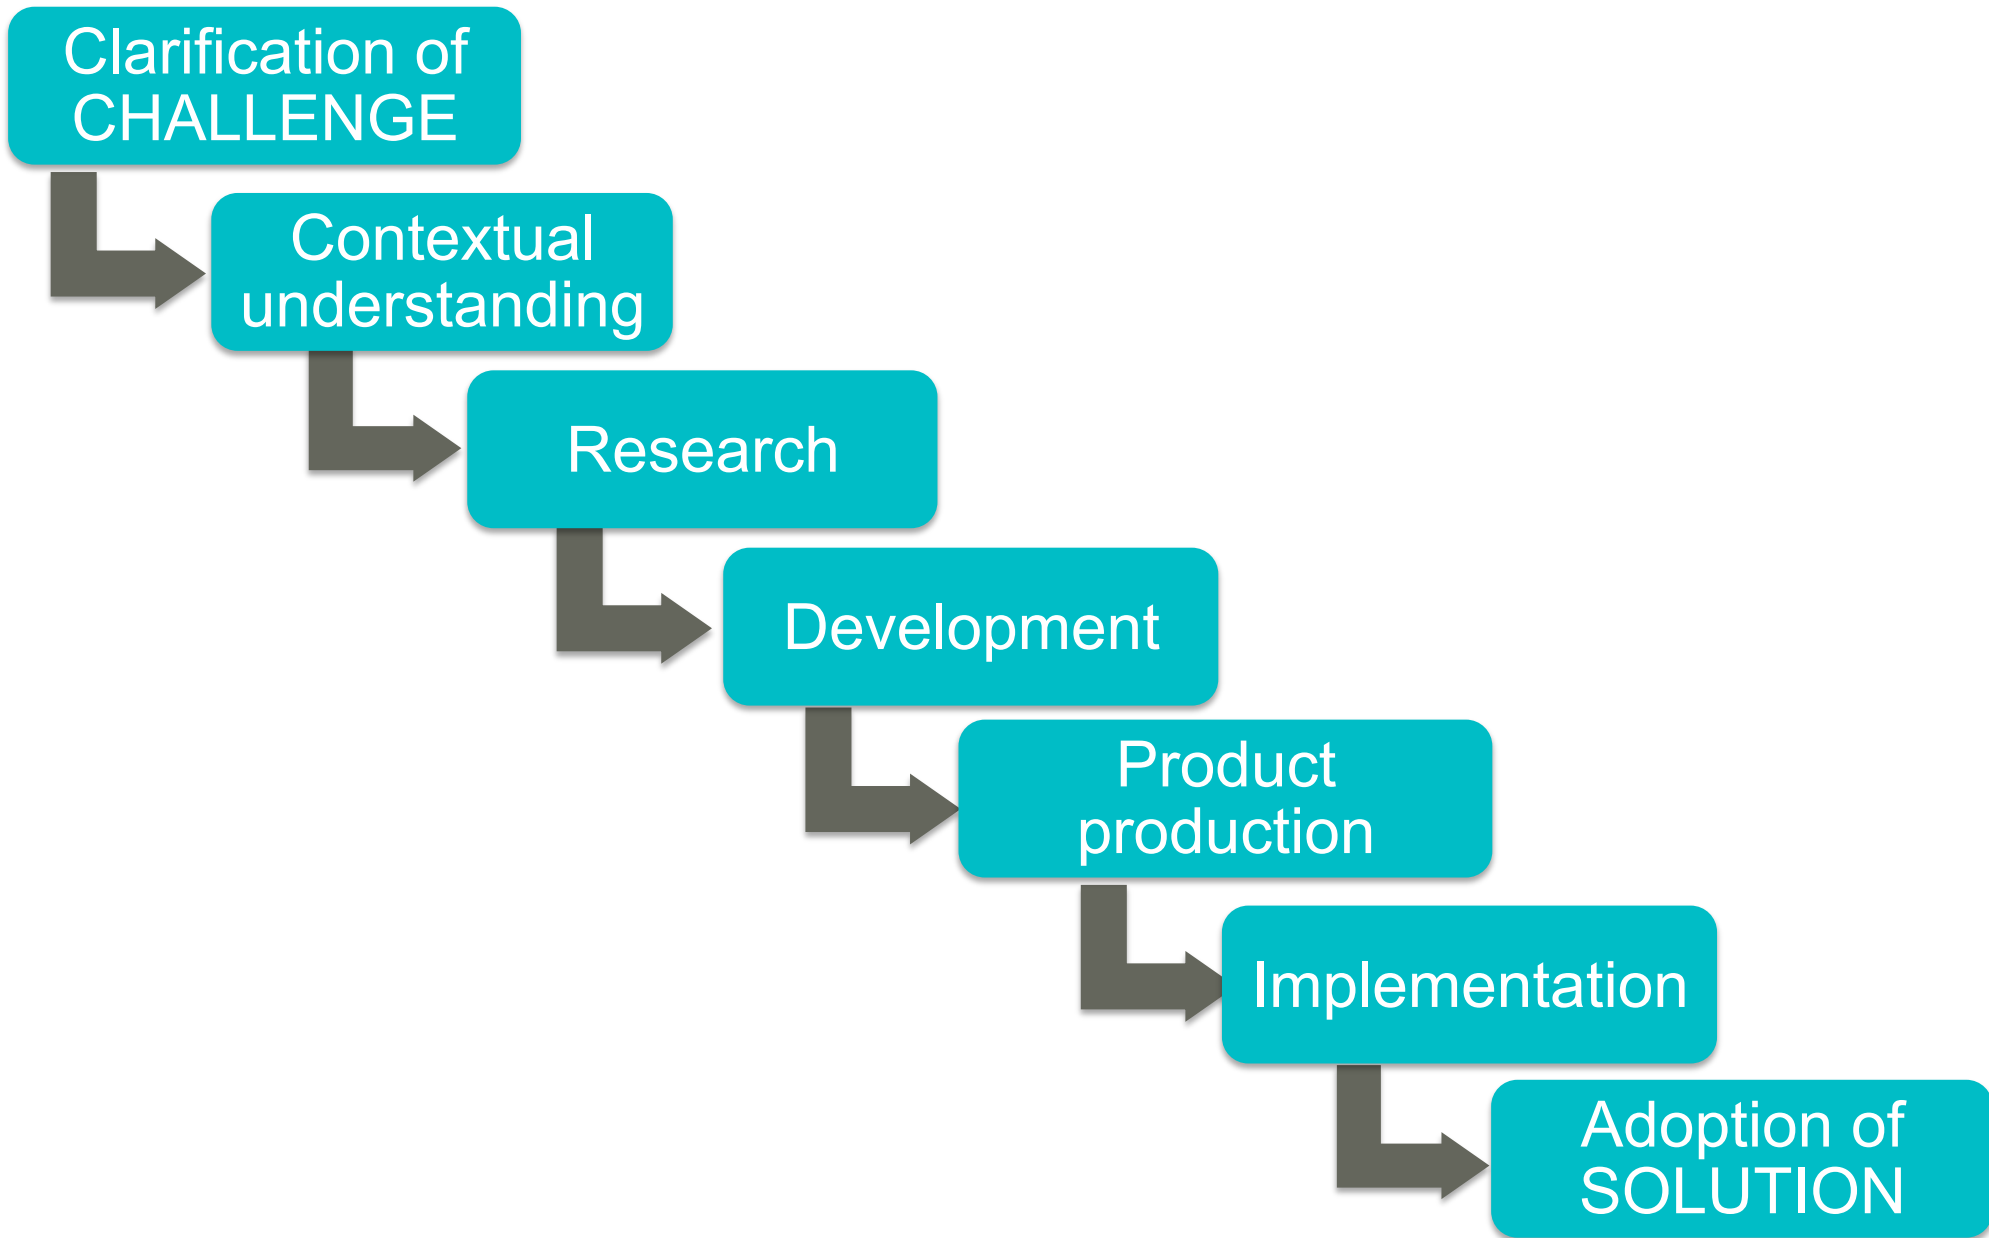 Clarification of
CHALLENGE
Contextual
understanding
Research
Development
Product
production
Implementation
Adoption of
SOLUTION